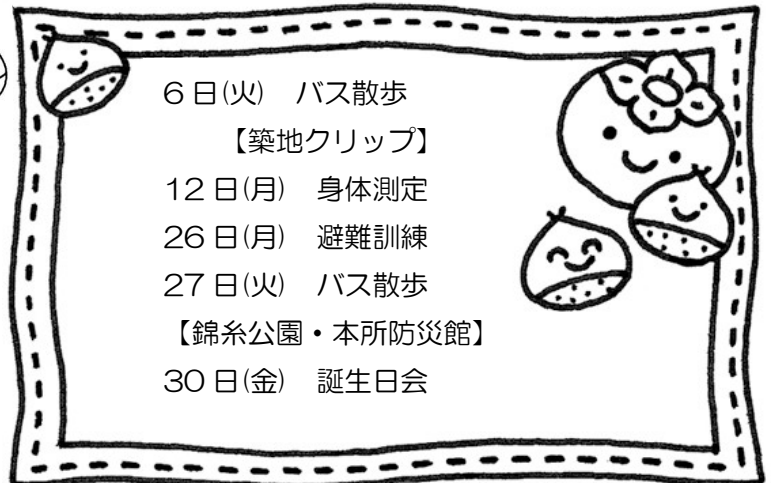 6日(火) バス散歩
【築地クリップ】
12日(月) 身体測定
26日(月) 避難訓練
27日(火) バス散歩
【錦糸公園・本所防災館】
30日(金) 誕生日会